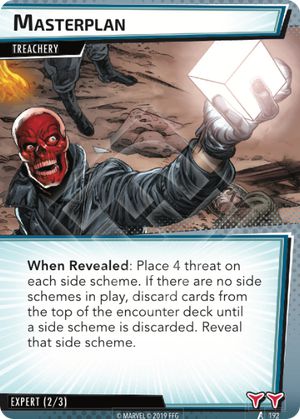 MASTERPLAN
TREACHERY
When Revealed: Place 4 threat on
each side scheme. If there are no side
schemes in play, discard cards from
the top of the encounter deck until
a side scheme is discarded. Reveal
that side scheme.
EXPERT (2/3)
© MARVEL © 2019 FFG
192